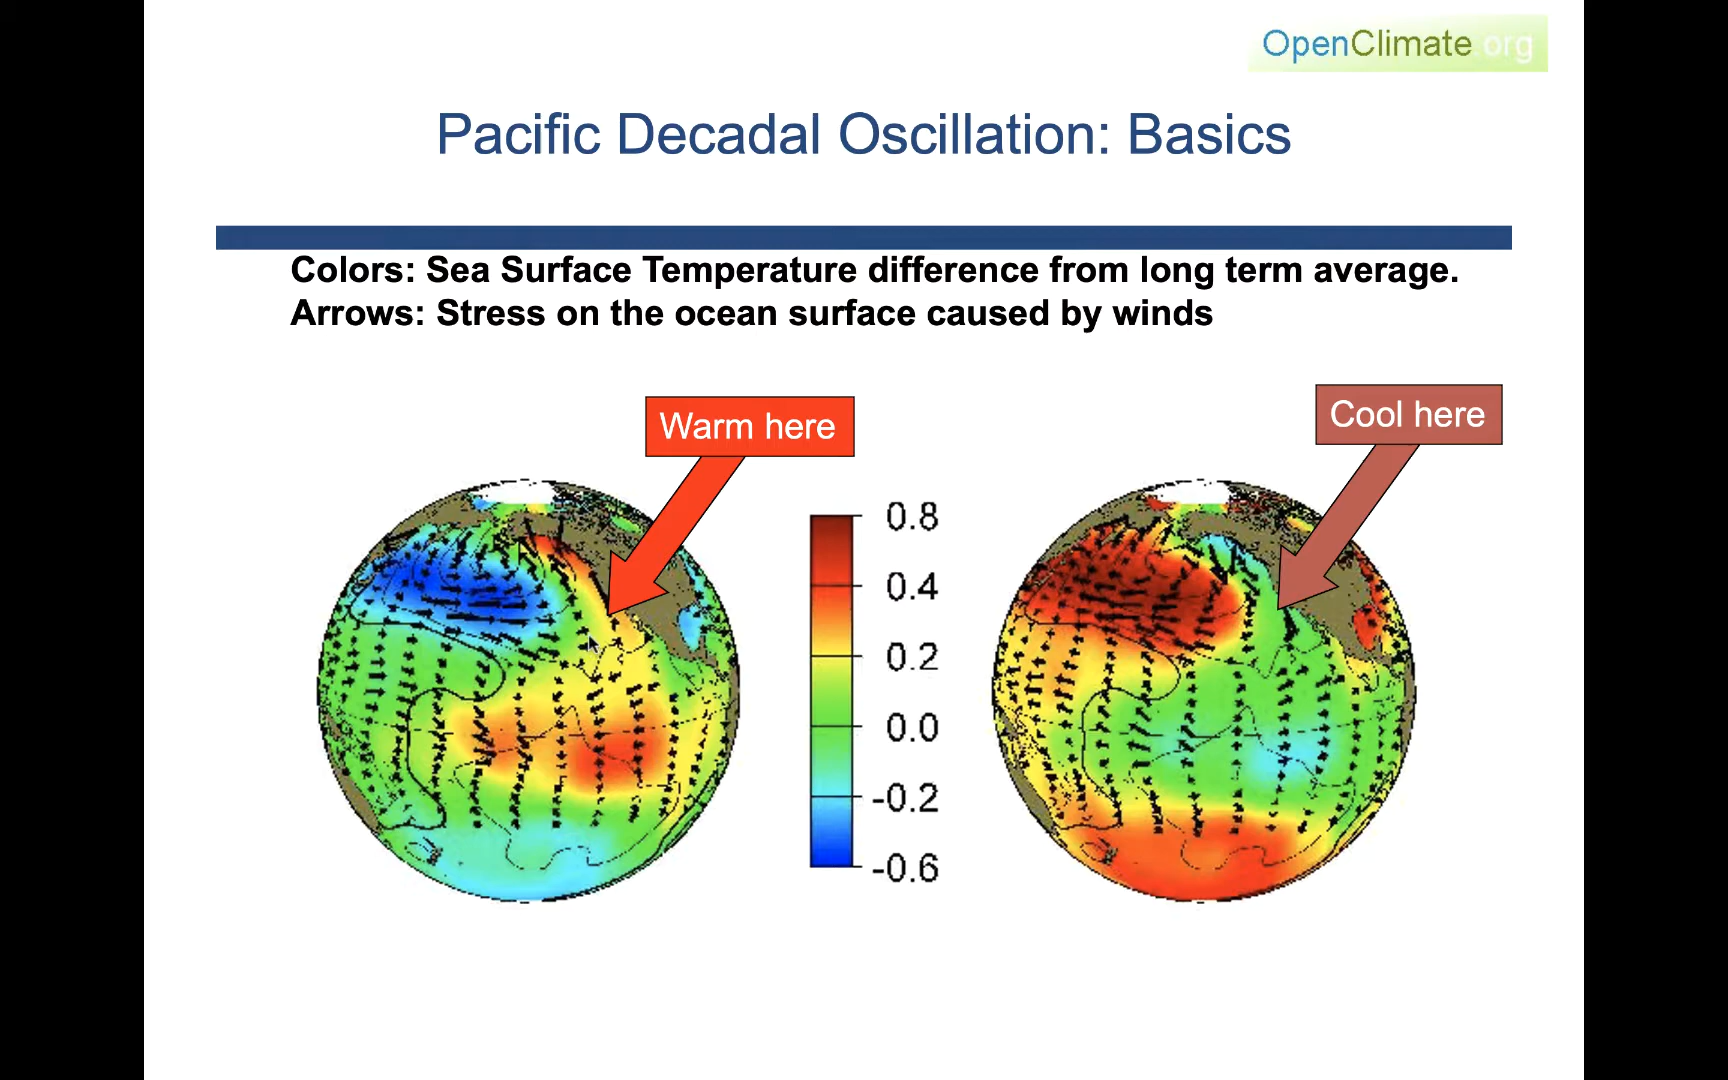 OpenClimate.org
Pacific Decadal Oscillation: Basics
Colors: Sea Surface Temperature difference from long term average.
Arrows: Stress on the ocean surface caused by winds
Warm here
Cool here
0.8
0.4
0.2
0.0
-0.2
-0.6